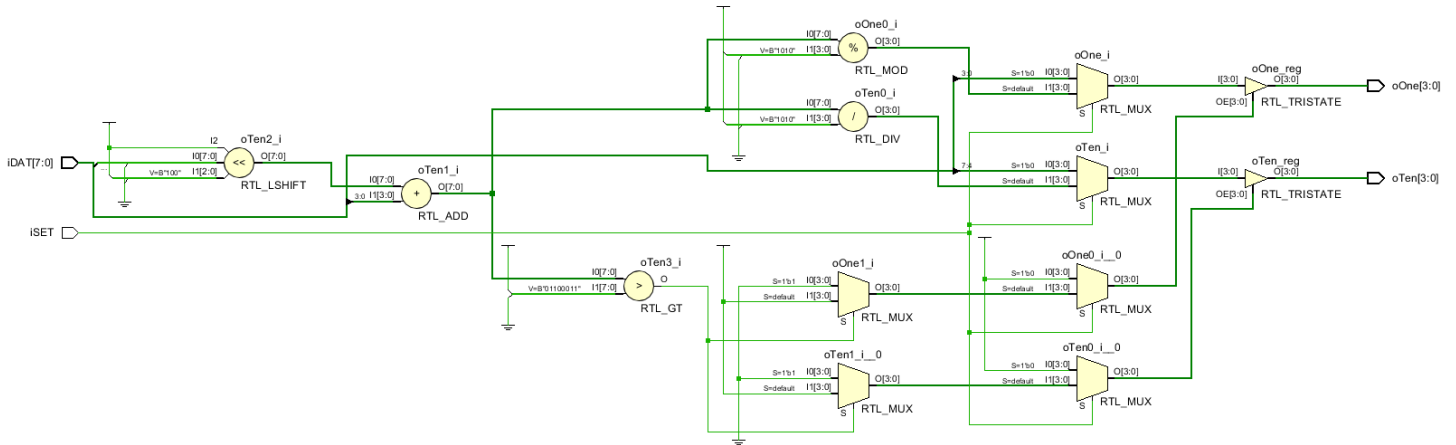 oOne0_i
I0[7:0]
V=B"1010" I1[3:0]
%
O[3:0]
RTL_MOD
oTen0_i
I0[7:0]
V=B"1010" I1[3:0]
/
O[3:0]
RTL_DIV
oOne_i
3:0
S=1'b0 I0[3:0]
S=default I1[3:0]
O[3:0]
S
RTL_MUX
oOne_reg
I[3:0] O[3:0]
OE[3:0]
RTL_TRISTATE
oOne[3:0]
oTen_i
7:4
S=1'b0 I0[3:0]
S=default I1[3:0]
O[3:0]
S
RTL_MUX
oTen_reg
I[3:0] O[3:0]
OE[3:0]
RTL_TRISTATE
oTen[3:0]
iDAT[7:0]
...
oTen2_i
I2
I0[7:0]
V=B"100" I1[2:0]
<<
O[7:0]
RTL_LSHIFT
oTen1_i
I0[7:0]
3:0 I1[3:0]
+
O[7:0]
RTL_ADD
iSET
oTen3_i
I0[7:0]
V=B"01100011" I1[7:0]
>
O
RTL_GT
oOne1_i
S=1'b1 I0[3:0]
S=default I1[3:0]
O[3:0]
S
RTL_MUX
oOne0_i__0
S=1'b0 I0[3:0]
S=default I1[3:0]
O[3:0]
S
RTL_MUX
oTen1_i__0
S=1'b1 I0[3:0]
S=default I1[3:0]
O[3:0]
S
RTL_MUX
oTen0_i__0
S=1'b0 I0[3:0]
S=default I1[3:0]
O[3:0]
S
RTL_MUX